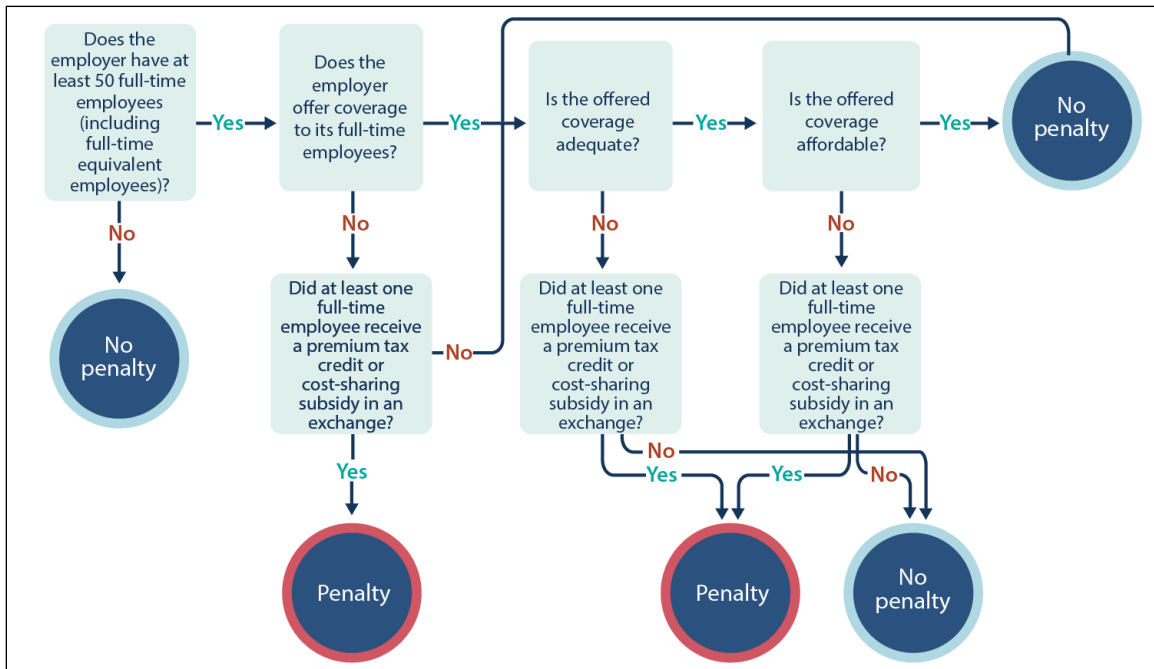 Does the
employer have at
least 50 full-time
employees
(including
full-time
equivalent
employees)?
Yes
Does the
employer
offer coverage
to its full-time
employees?
Yes
Is the offered
coverage
adequate?
Yes
Is the offered
coverage
affordable?
Yes
No
penalty
No
No
No
No
No
penalty
Did at least one
full-time
employee receive
a premium tax
credit or
cost-sharing
subsidy in an
exchange?
No
Did at least one
full-time
employee receive
a premium tax
credit or
cost-sharing
subsidy in an
exchange?
Did at least one
full-time
employee receive
a premium tax
credit or
cost-sharing
subsidy in an
exchange?
Yes
No
Yes
Yes
No
Penalty
Penalty
No
penalty